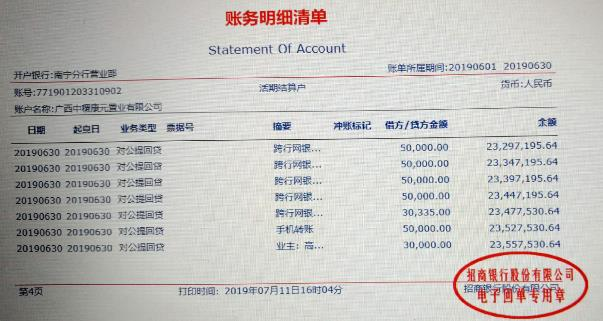 账务明细清单
Statement Of Account
开户银行:南宁分行营业部 账单所属期间:20190601 20190630
账号:771901203310902 活期结算户 货币:人民币
账户名称:广西中稷康元置业有限公司
日期 起息日 业务类型 票据号 摘要 冲账标记 借方/贷方金额 余额
20190630 20190630 对公提回贷 跨行网银... 50,000.00 23,297,195.64
20190630 20190630 对公提回贷 跨行网银... 50,000.00 23,347,195.64
20190630 20190630 对公提回贷 跨行网银... 50,000.00 23,397,195.64
20190630 20190630 对公提回贷 跨行网银... 50,000.00 23,447,195.64
20190630 20190630 对公提回贷 跨行网银... 30,335.00 23,477,530.64
20190630 20190630 对公提回贷 手机转账 50,000.00 23,527,530.64
20190630 20190630 对公提回贷 业主：高... 30,000.00 23,557,530.64
第4页 打印时间：2019年07月11日16时04分 招商银行股份有限公司
招商银行股份有限公司
电子回单专用章